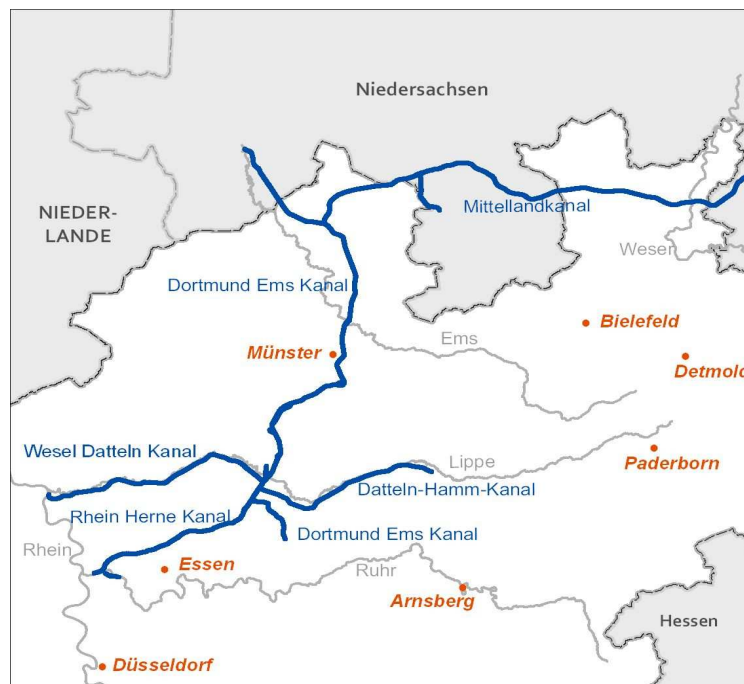 Niedersachsen
NIEDER-
LANDE
Mittellandkanal
Weser
Dortmund Ems Kanal
Bielefeld
Ems
Münster
Detmold
Wesel Datteln Kanal
Paderborn
Lippe
Datteln-Hamm-Kanal
Rhein Herne Kanal
Dortmund Ems Kanal
Rhein
Essen
Ruhr
Arnsberg
Hessen
Düsseldorf